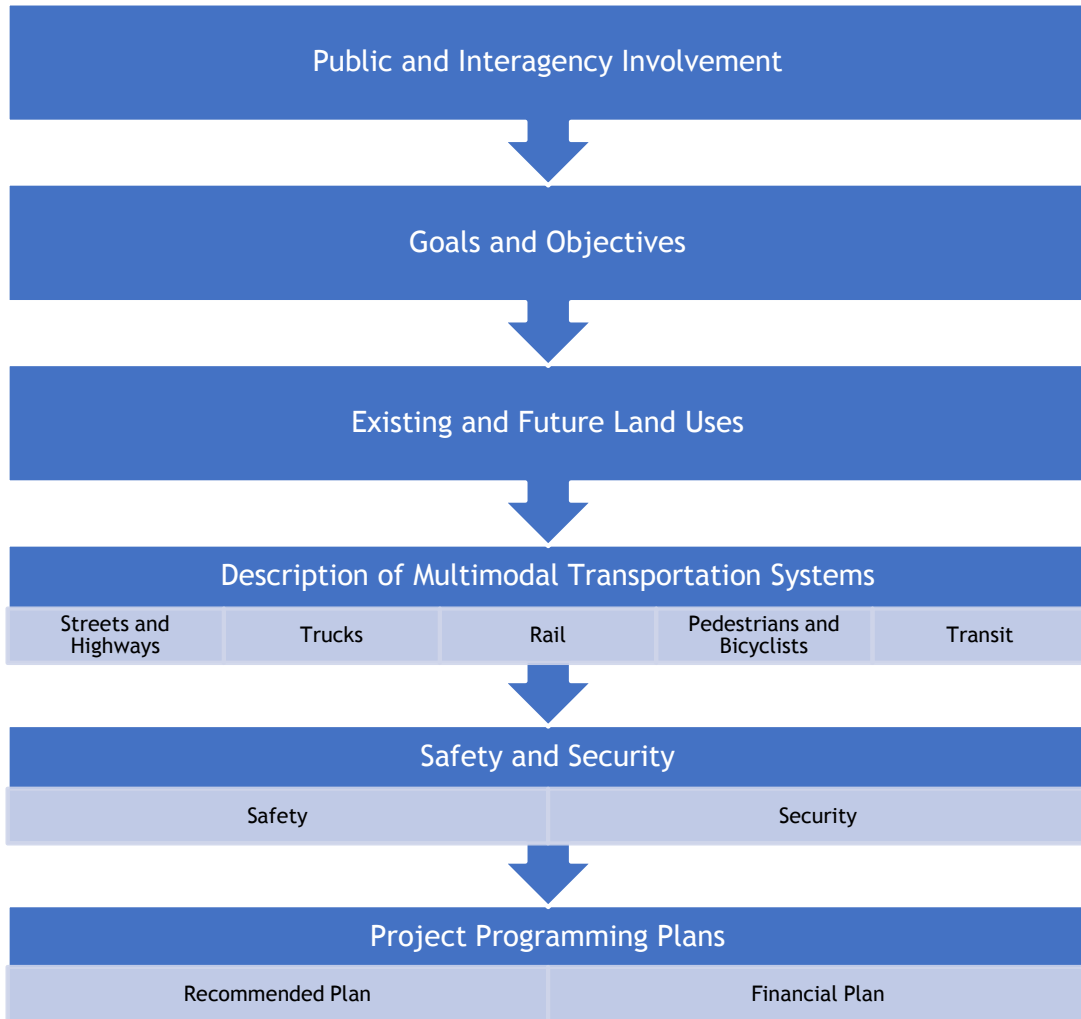 Public and Interagency Involvement
Goals and Objectives
Existing and Future Land Uses
Description of Multimodal Transportation Systems
Streets and
Highways
Trucks
Rail
Pedestrians and
Bicyclists
Transit
Safety and Security
Safety
Security
Project Programming Plans
Recommended Plan
Financial Plan